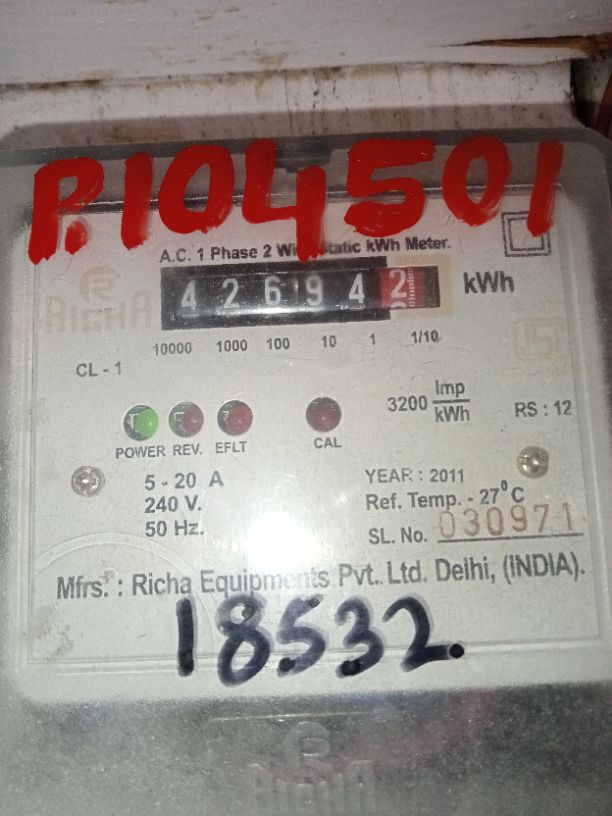 P.104501
A.C. 1 Phase 2 Wire Static kWh Meter.
RICHA
4 2 6 9 4 2 kWh
10000 1000 100 10 1 1/10
CL - 1
3200 Imp/kWh
RS : 12
POWER REV. EFLT CAL
5 - 20 A
240 V.
50 Hz.
YEAR : 2011
Ref. Temp. - 27°C
SL. No. 030971
Mfrs. : Richa Equipments Pvt. Ltd. Delhi, (INDIA).
18532.
RICHA